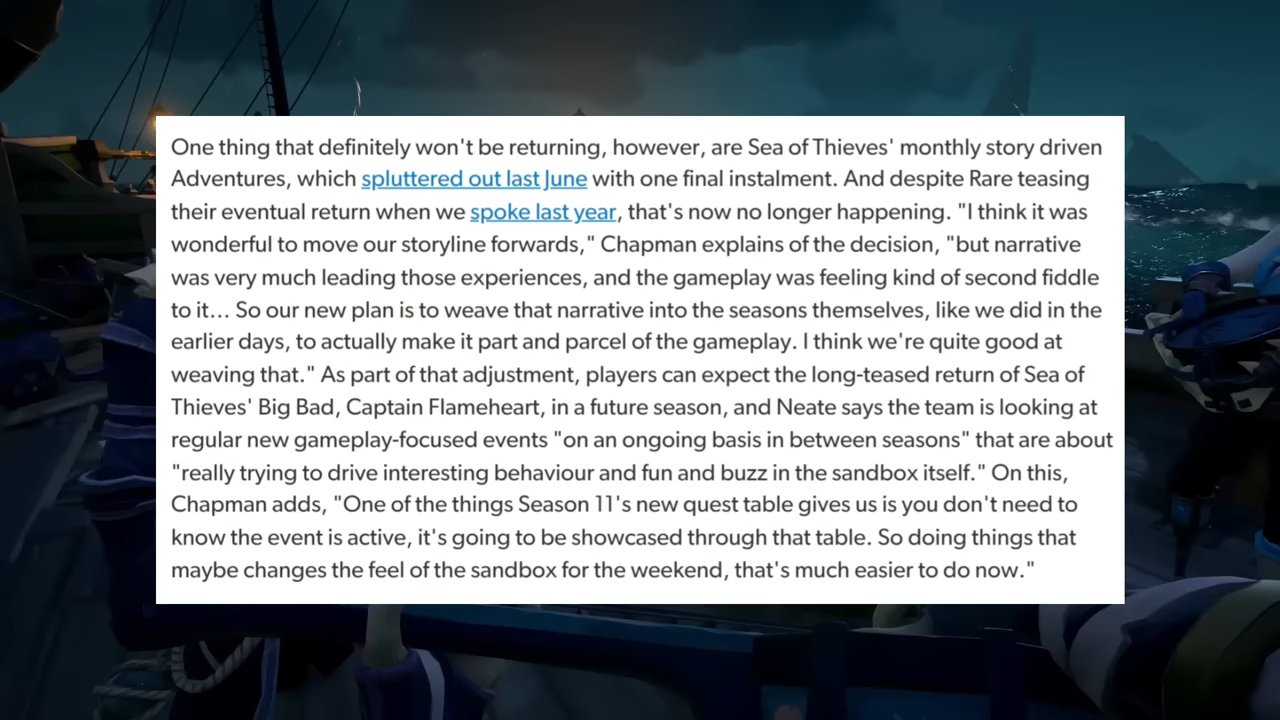 One thing that definitely won't be returning, however, are Sea of Thieves' monthly story driven
Adventures, which spluttered out last June with one final instalment. And despite Rare teasing
their eventual return when we spoke last year, that's now no longer happening. "I think it was
wonderful to move our storyline forwards," Chapman explains of the decision, "but narrative
was very much leading those experiences, and the gameplay was feeling kind of second fiddle
to it... So our new plan is to weave that narrative into the seasons themselves, like we did in the
earlier days, to actually make it part and parcel of the gameplay. I think we're quite good at
weaving that." As part of that adjustment, players can expect the long-teased return of Sea of
Thieves' Big Bad, Captain Flameheart, in a future season, and Neate says the team is looking at
regular new gameplay-focused events "on an ongoing basis in between seasons" that are about
"really trying to drive interesting behaviour and fun and buzz in the sandbox itself." On this,
Chapman adds, "One of the things Season 11's new quest table gives us is you don't need to
know the event is active, it's going to be showcased through that table. So doing things that
maybe changes the feel of the sandbox for the weekend, that's much easier to do now."